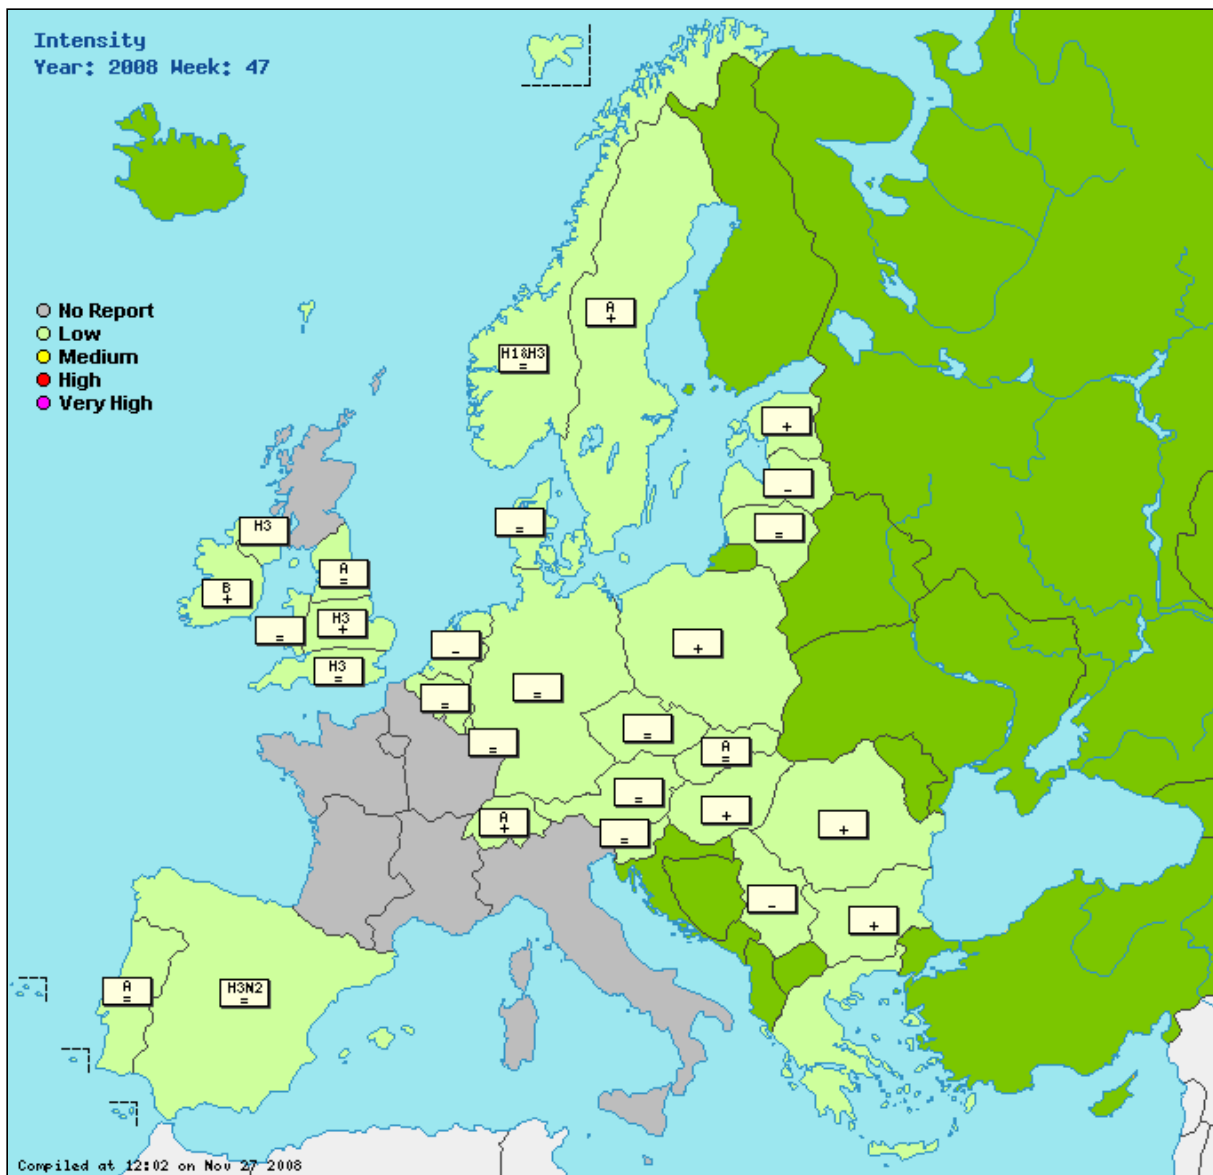 Intensity
Year: 2008 Week: 47
No Report
Low
Medium
High
Very High
A
+
H1&H3
=
+
-
=
=
H3
A
=
B
+
H3
+
=
H3
=
-
+
=
=
=
=
A
=
=
+
A
+
=
+
-
+
A
=
H3N2
=
Compiled at 12:02 on Nov 27 2008